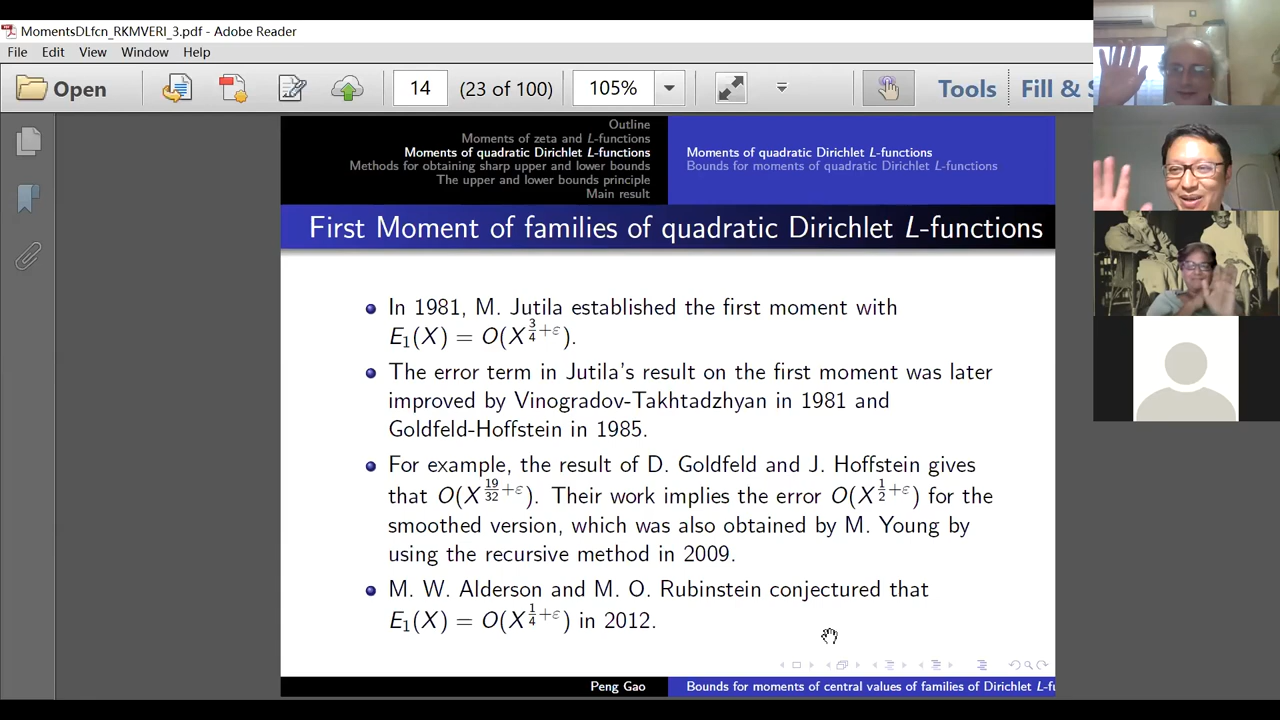 MomentsDLfcn_RKMVERI_3.pdf - Adobe Reader
File Edit View Window Help
Open 14 (23 of 100) 105% Tools Fill & S
Outline
Moments of zeta and L-functions
Moments of quadratic Dirichlet L-functions
Methods for obtaining sharp upper and lower bounds
The upper and lower bounds principle
Main result
Moments of quadratic Dirichlet L-functions
Bounds for moments of quadratic Dirichlet L-functions
First Moment of families of quadratic Dirichlet L-functions
In 1981, M. Jutila established the first moment with
E₁(X) = O(X^{3/4+ε}).
The error term in Jutila's result on the first moment was later
improved by Vinogradov-Takhtadzhyan in 1981 and
Goldfeld-Hoffstein in 1985.
For example, the result of D. Goldfeld and J. Hoffstein gives
that O(X^{19/32+ε}). Their work implies the error O(X^{1/2+ε}) for the
smoothed version, which was also obtained by M. Young by
using the recursive method in 2009.
M. W. Alderson and M. O. Rubinstein conjectured that
E₁(X) = O(X^{1/4+ε}) in 2012.
Peng Gao
Bounds for moments of central values of families of Dirichlet L-fu